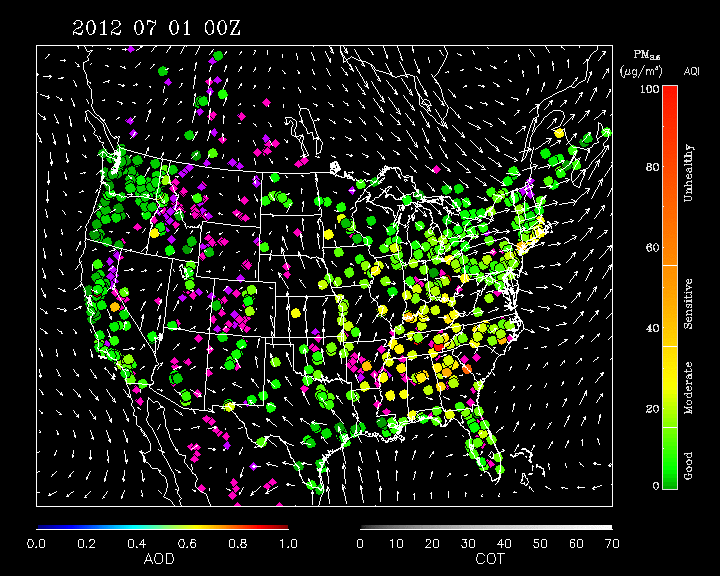 2012 07 01 00Z
PM2.5
(μg/m³) AQI
100
80
60
40
20
0
Unhealthy
Sensitive
Moderate
Good
0.0 0.2 0.4 0.6 0.8 1.0
AOD
0 10 20 30 40 50 60 70
COT